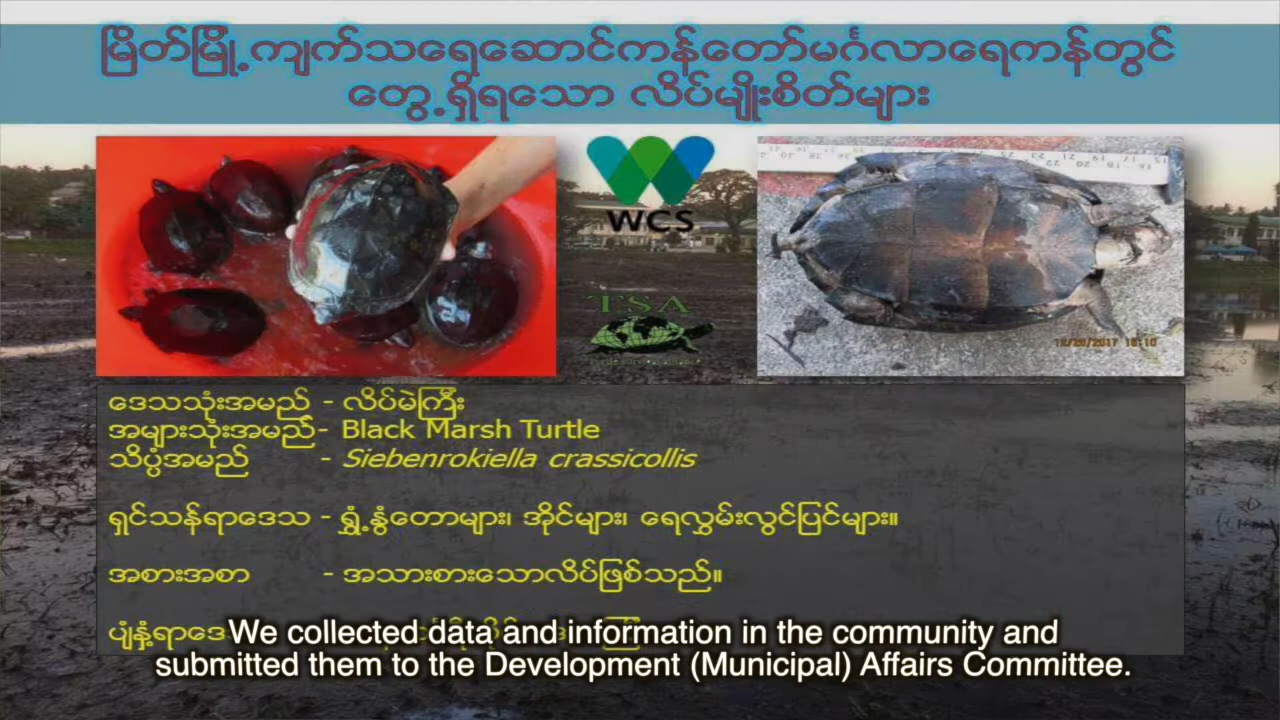 မြိတ်မြို့ကျက်သရေဆောင်ကန်တော်မင်္ဂလာရေကန်တွင်
တွေ့ရှိရသော လိပ်မျိုးစိတ်များ
WCS
TSA
12/26/2017 16:10
ဒေသသုံးအမည် - လိပ်မဲကြီး
အများသုံးအမည်- Black Marsh Turtle
သိပ္ပံအမည် - Siebenrokiella crassicollis
ရှင်သန်ရာဒေသ - ရွှံ့နွံတောများ၊ အိုင်များ၊ ရေလွှမ်းလွင်ပြင်များ။
အစားအစာ - အသားစားသောလိပ်ဖြစ်သည်။
We collected data and information in the community and
submitted them to the Development (Municipal) Affairs Committee.